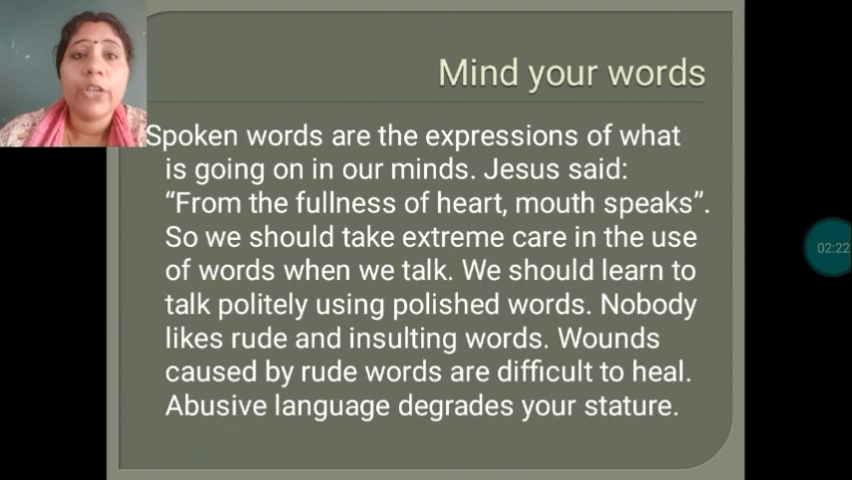 Mind your words
Spoken words are the expressions of what
is going on in our minds. Jesus said:
“From the fullness of heart, mouth speaks”.
So we should take extreme care in the use
of words when we talk. We should learn to
talk politely using polished words. Nobody
likes rude and insulting words. Wounds
caused by rude words are difficult to heal.
Abusive language degrades your stature.
02:22